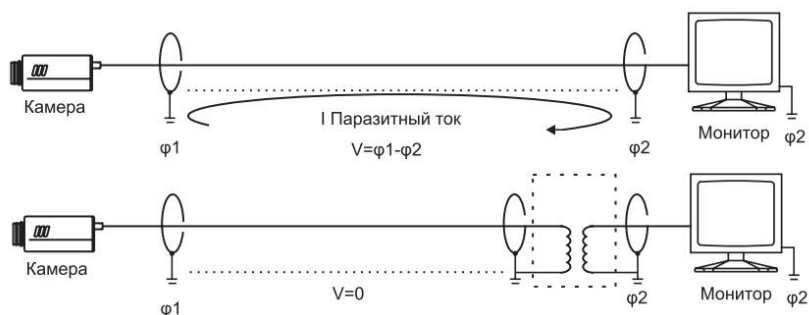 Камера
I Паразитный ток
V=φ1-φ2
φ1
φ2
Монитор
φ2
Камера
V=0
φ1
φ2
Монитор
φ2